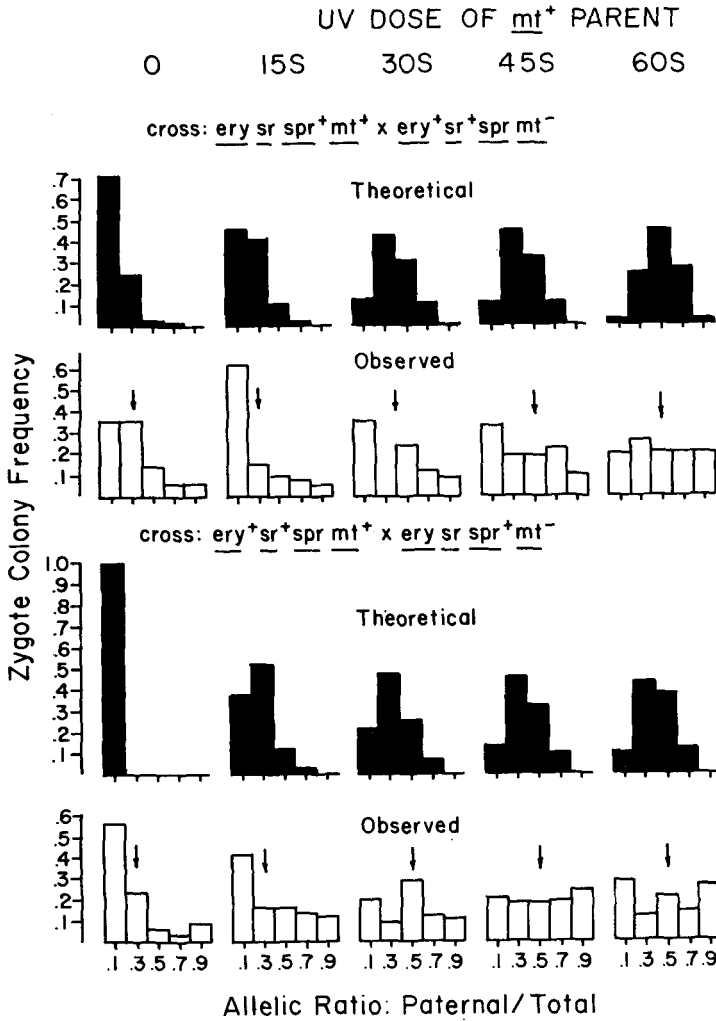 UV DOSE OF mt+ PARENT
0 15S 30S 45S 60S
cross: ery sr spr+ mt+ x ery+ sr+ spr mt-
Theoretical
.7
.6
.5
.4
.3
.2
.1
Observed
.6
.5
.4
.3
.2
.1
Zygote Colony Frequency
cross: ery+ sr+ spr mt+ x ery sr spr+ mt-
Theoretical
1.0
.9
.8
.7
.6
.5
.4
.3
.2
.1
Observed
.6
.5
.4
.3
.2
.1
.1 .3 .5 .7 .9 .1 .3 .5 .7 .9 .1 .3 .5 .7 .9 .1 .3 .5 .7 .9 .1 .3 .5 .7 .9
Allelic Ratio: Paternal/Total